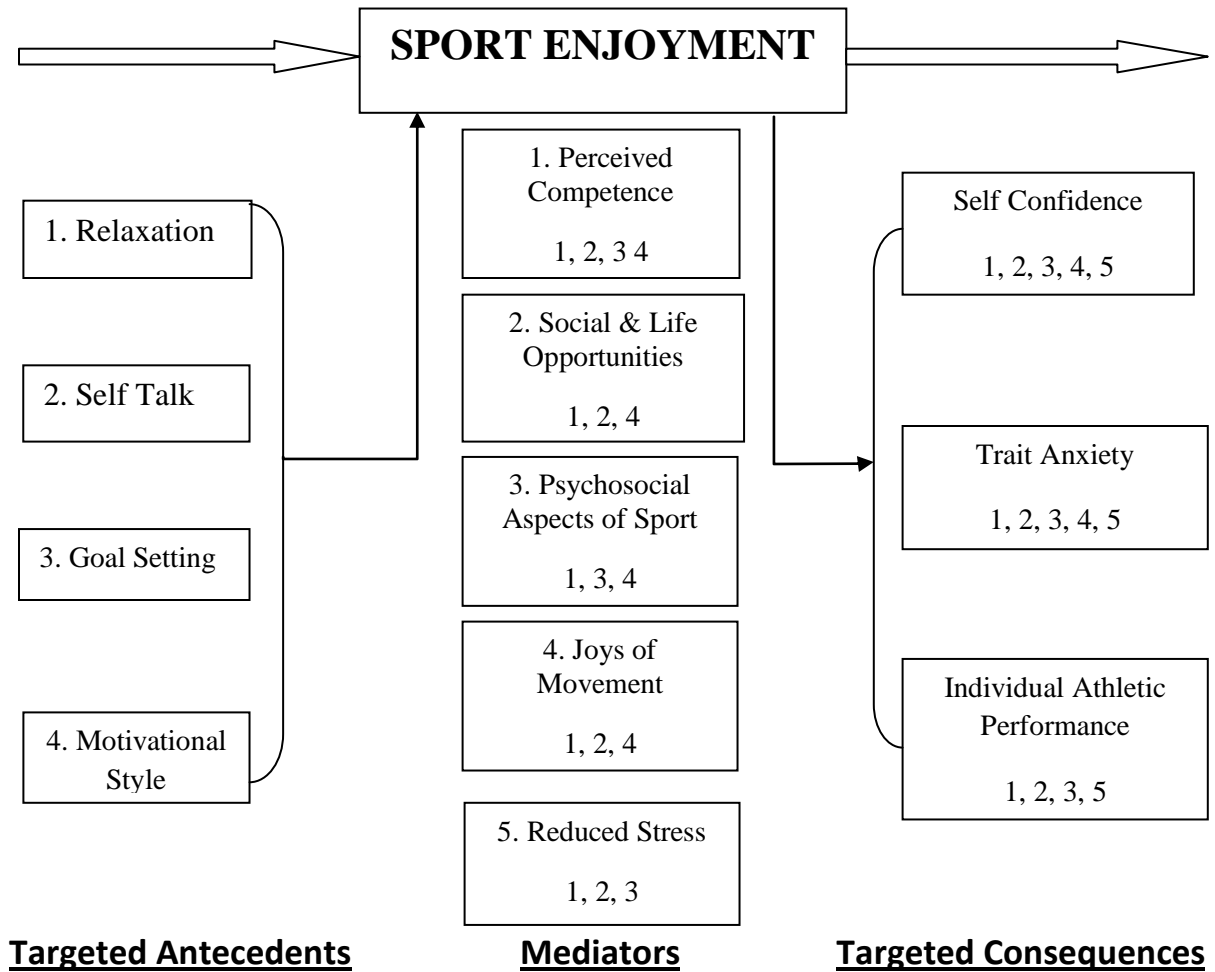 SPORT ENJOYMENT
1. Relaxation
2. Self Talk
3. Goal Setting
4. Motivational
Style
1. Perceived
Competence
1, 2, 3 4
2. Social & Life
Opportunities
1, 2, 4
3. Psychosocial
Aspects of Sport
1, 3, 4
4. Joys of
Movement
1, 2, 4
5. Reduced Stress
1, 2, 3
Self Confidence
1, 2, 3, 4, 5
Trait Anxiety
1, 2, 3, 4, 5
Individual Athletic
Performance
1, 2, 3, 5
Targeted Antecedents
Mediators
Targeted Consequences